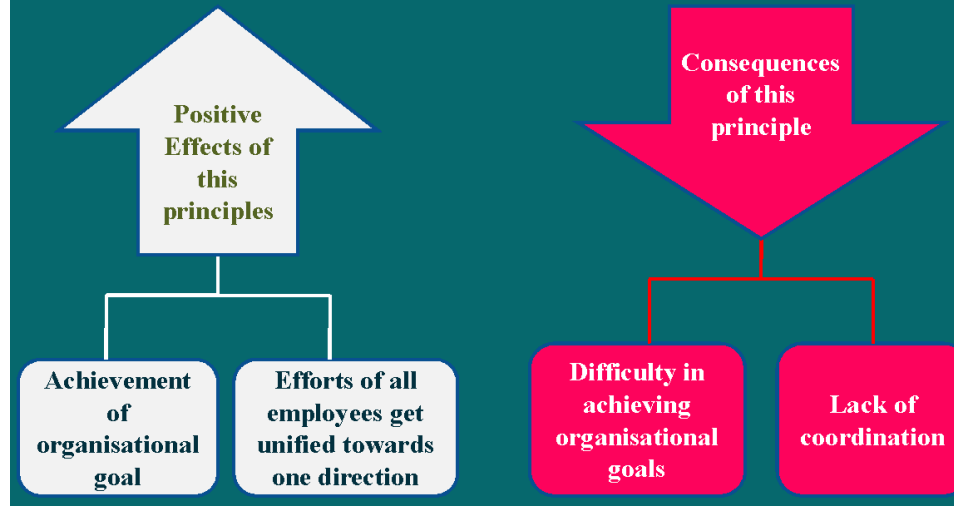 Positive
Effects of
this
principles
Consequences
of this
principle
Achievement
of
organisational
goal
Efforts of all
employees get
unified towards
one direction
Difficulty in
achieving
organisational
goals
Lack of
coordination